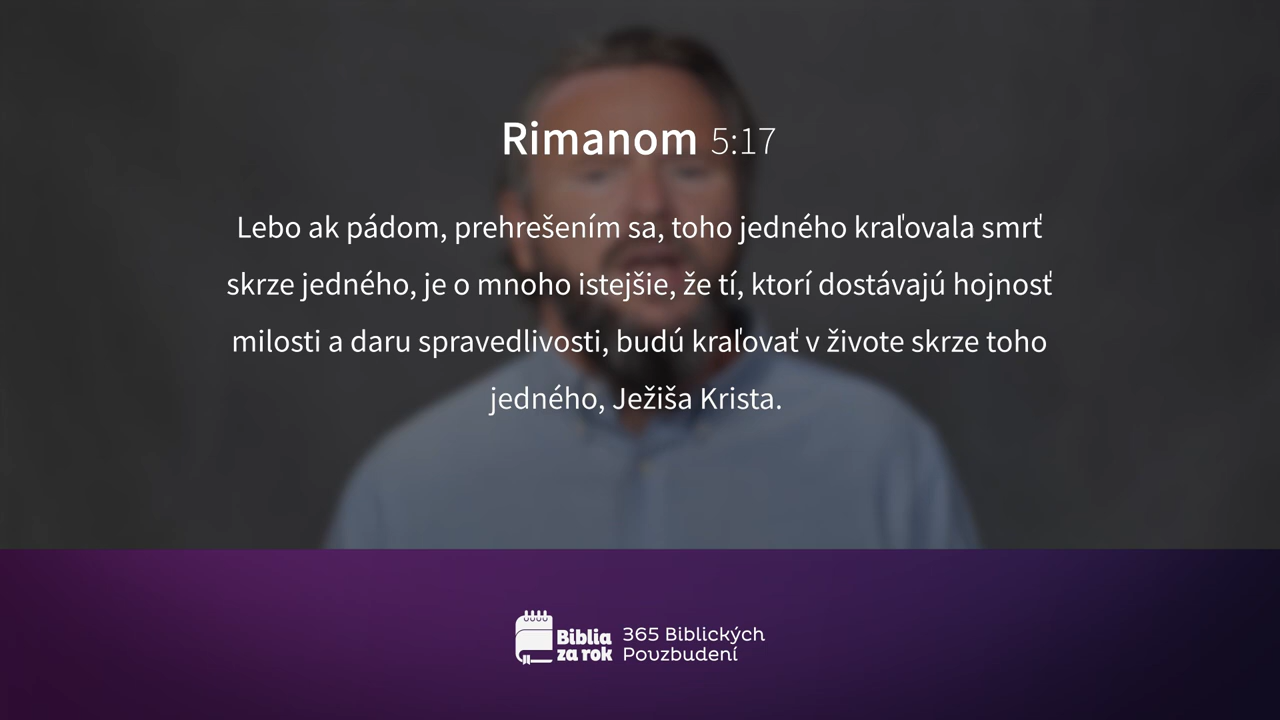 Rimanom 5:17
Lebo ak pádom, prehrešením sa, toho jedného kraľovala smrť
skrze jedného, je o mnoho istejšie, že tí, ktorí dostávajú hojnosť
milosti a daru spravedlivosti, budú kraľovať v živote skrze toho
jedného, Ježiša Krista.
Biblia
za rok
365 Biblických
Povzbudení